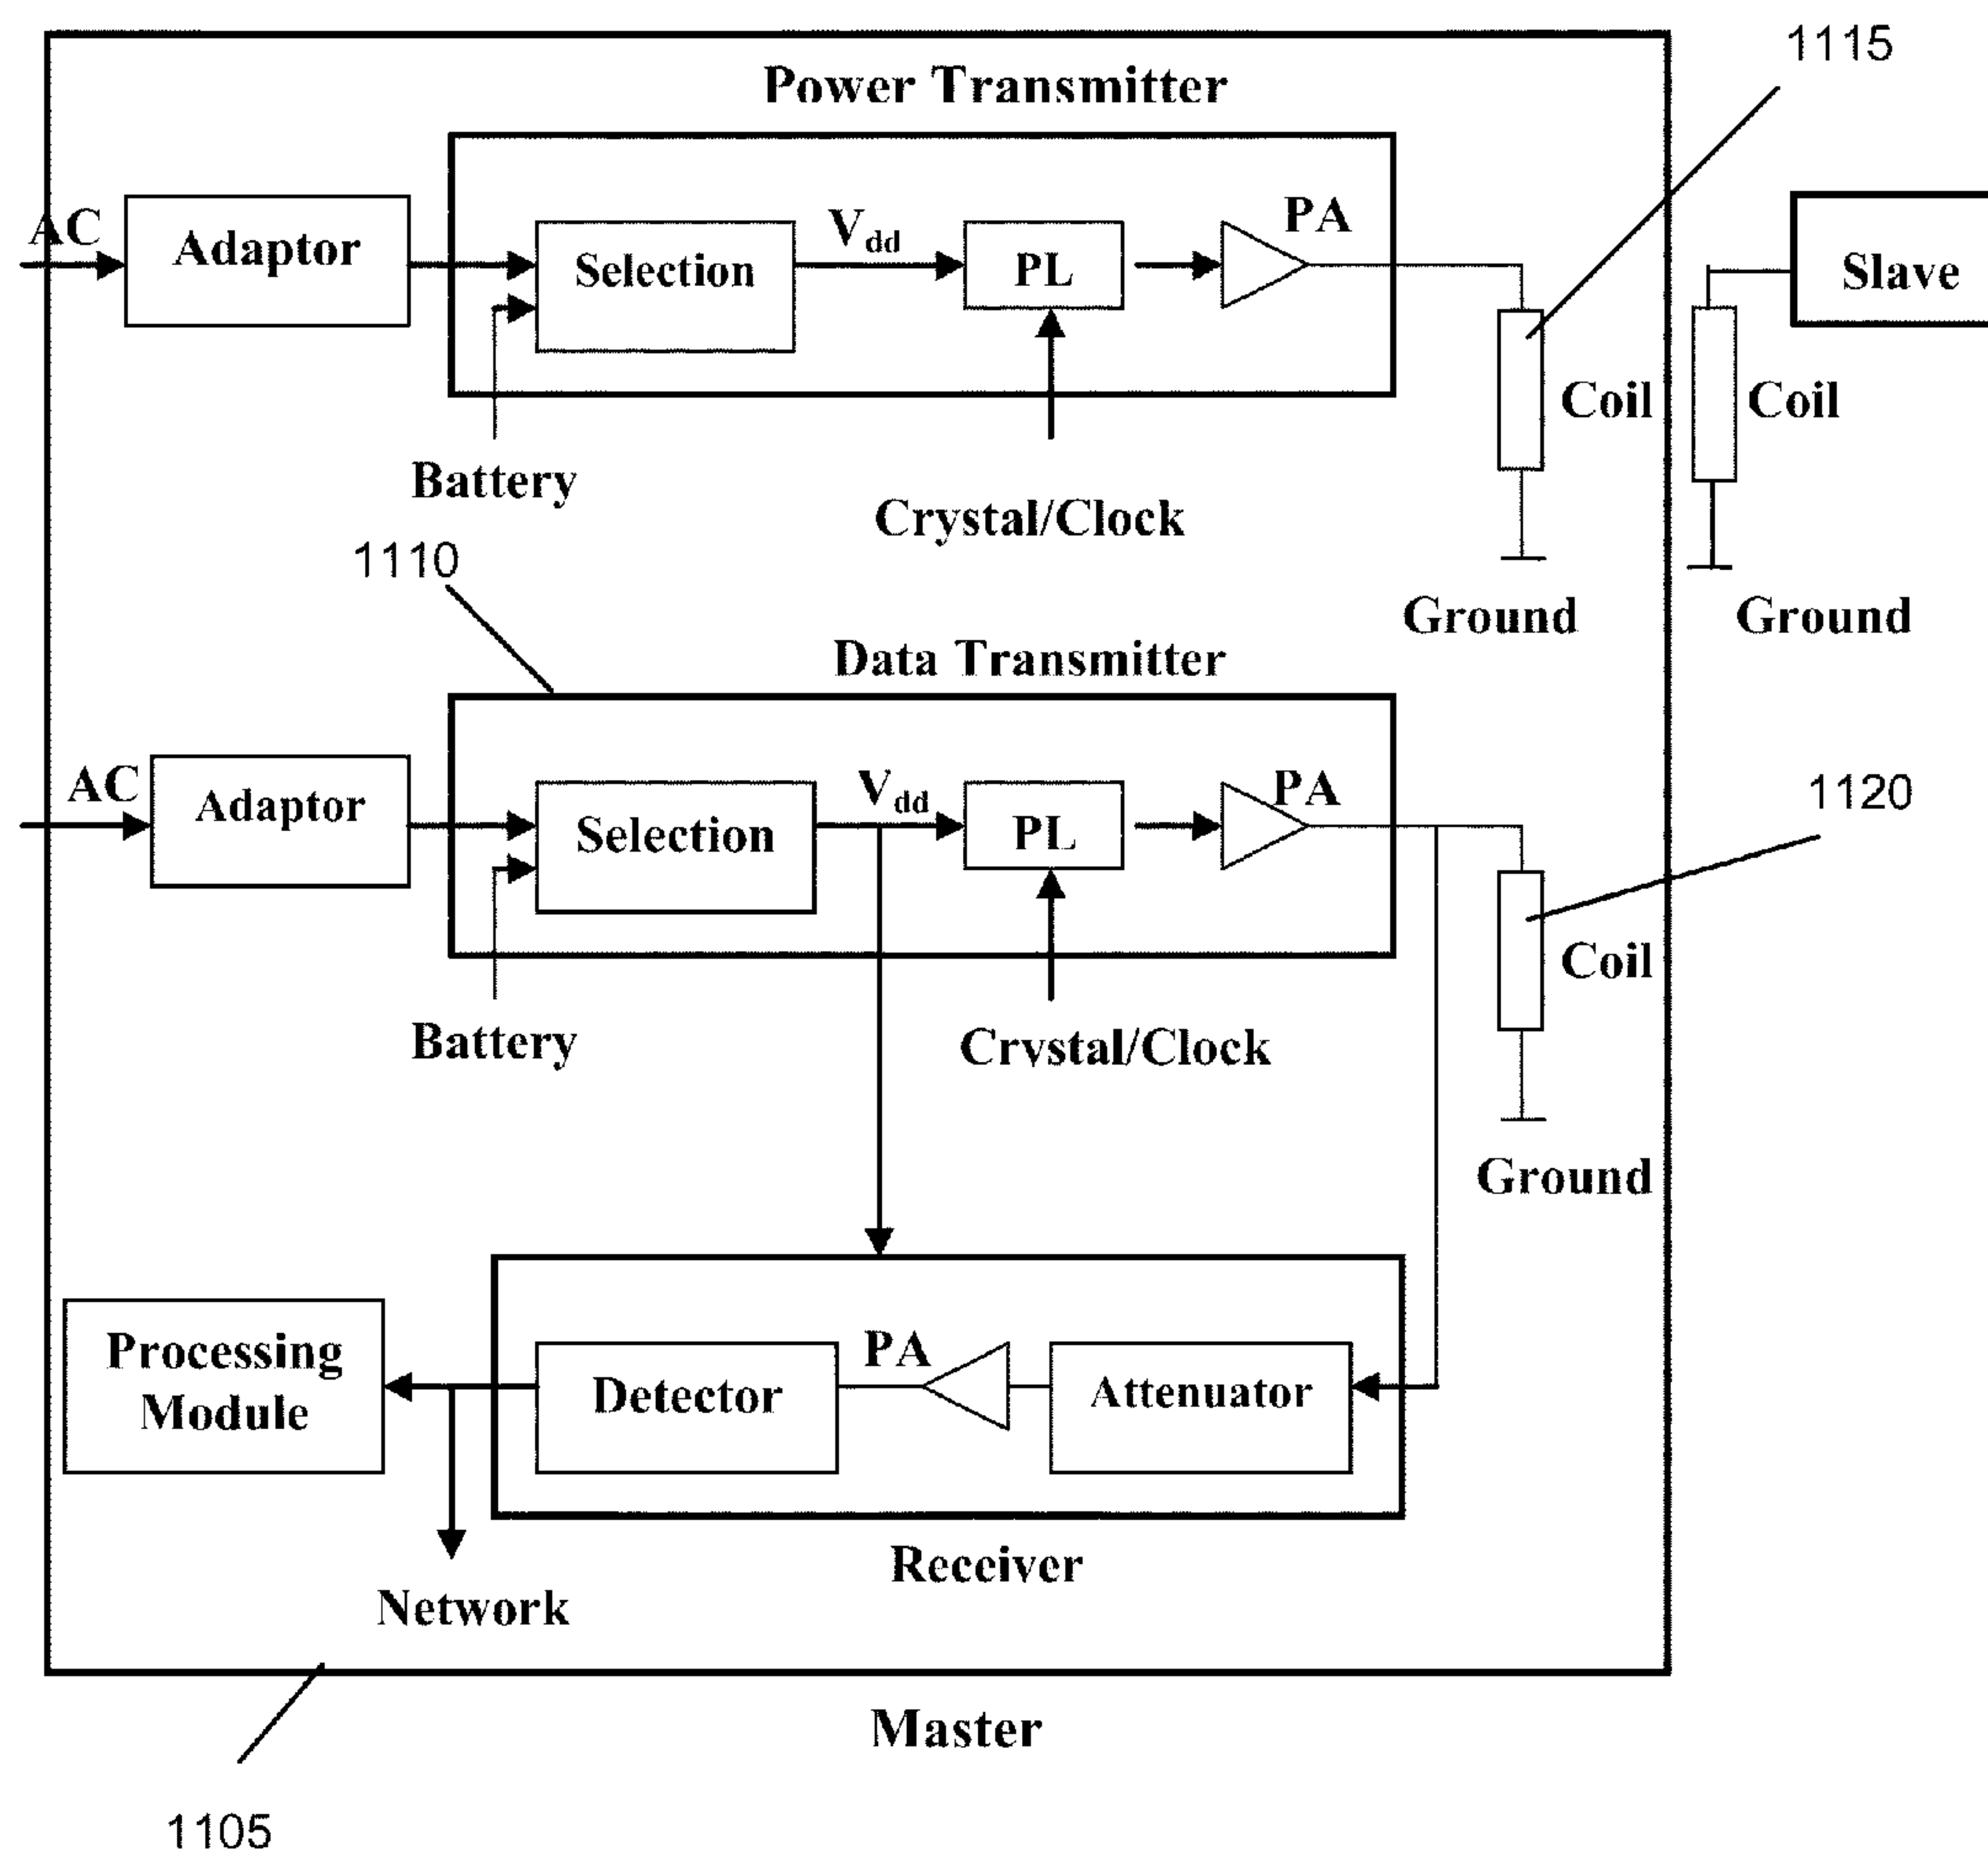 1115
Power Transmitter
AC
Adaptor
Selection
Vdd
PL
PA
Slave
Coil
Coil
Battery
Crystal/Clock
1110
Ground
Ground
Data Transmitter
AC
Adaptor
Selection
Vdd
PL
PA
1120
Coil
Battery
Crystal/Clock
Ground
Processing
Module
Detector
PA
Attenuator
Receiver
Network
Master
1105